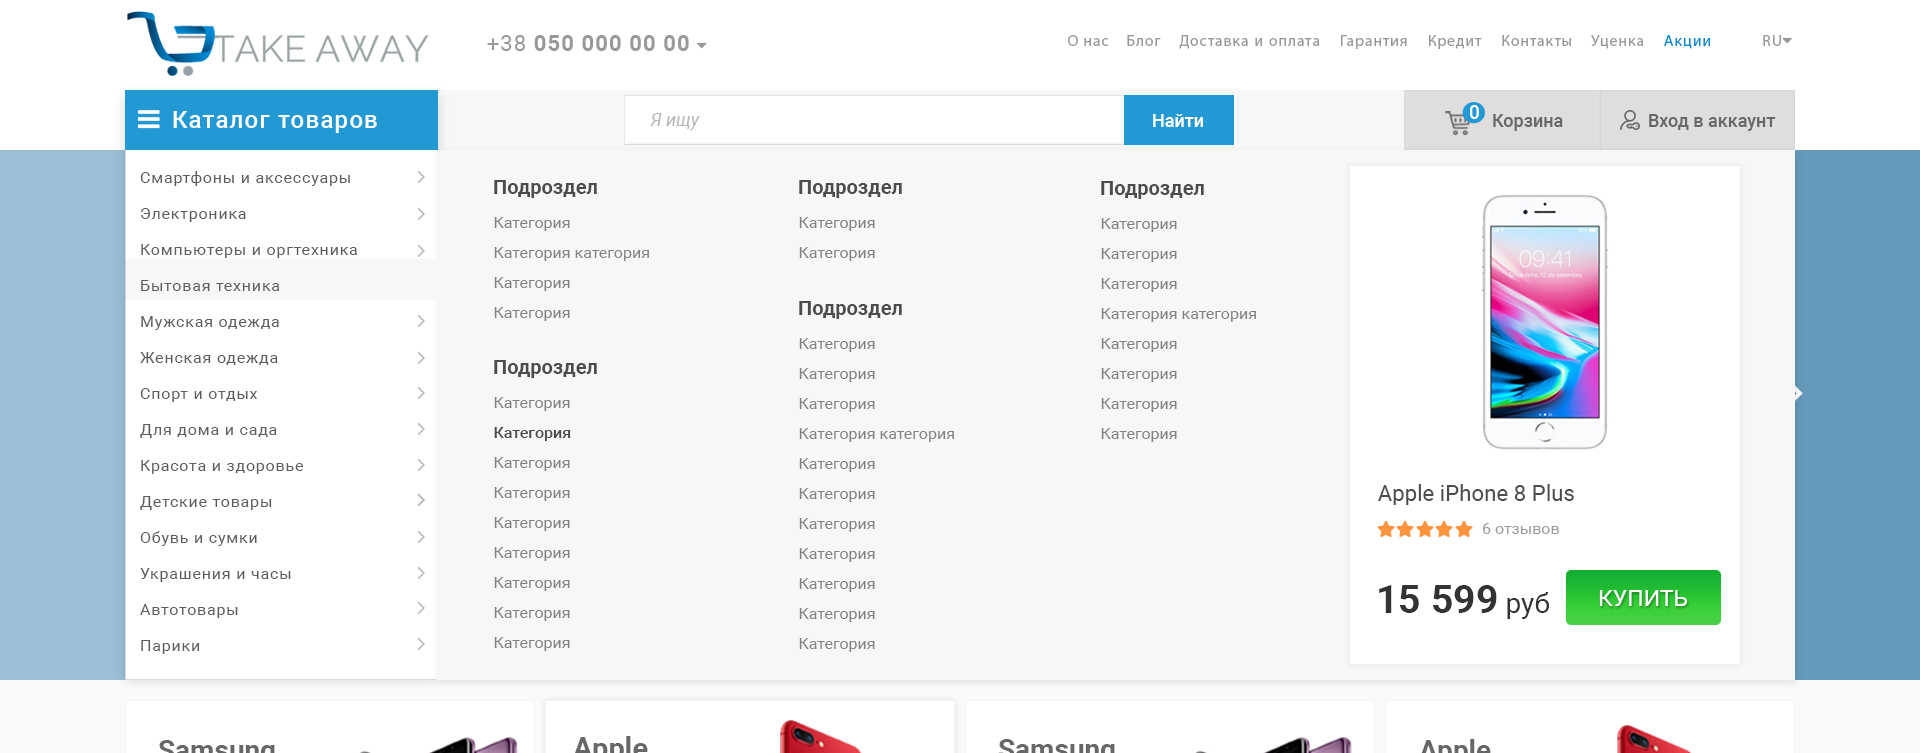 TAKE AWAY
+38 050 000 00 00
О нас Блог Доставка и оплата Гарантия Кредит Контакты Уценка Акции RU
Каталог товаров
Я ищу
Найти
0 Корзина
Вход в аккаунт
Смартфоны и аксессуары
Электроника
Компьютеры и оргтехника
Бытовая техника
Мужская одежда
Женская одежда
Спорт и отдых
Для дома и сада
Красота и здоровье
Детские товары
Обувь и сумки
Украшения и часы
Автотовары
Парики
Подроздел
Категория
Категория категория
Категория
Категория
Подроздел
Категория
Категория
Категория
Категория
Категория
Категория
Категория
Категория
Категория
Подроздел
Категория
Категория
Подроздел
Категория
Категория
Категория
Категория категория
Категория
Категория
Категория
Категория
Категория
Категория
Категория
Подроздел
Категория
Категория
Категория
Категория категория
Категория
Категория
Категория
Категория
09:41
Apple iPhone 8 Plus
6 отзывов
15 599 руб
КУПИТЬ
Samsung
Apple
Samsung
Apple